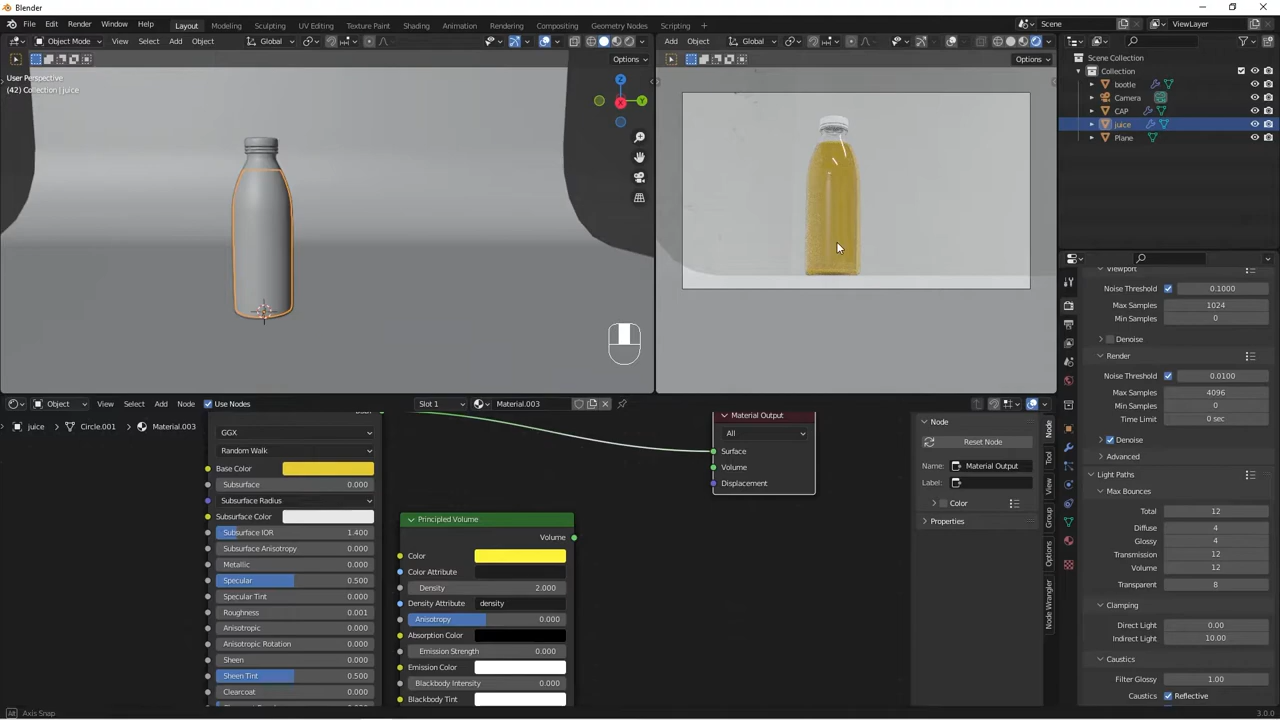 Blender
File Edit Render Window Help Layout Modeling Sculpting UV Editing Texture Paint Shading Animation Rendering Compositing Geometry Nodes Scripting + Scene ViewLayer
Object Mode View Select Add Object Global
Options
User Perspective
(42) Collection | juice
X
Y
Z
Add Object Global
Options
Scene Collection
Collection
bootle
Camera
CAP
juice
Plane
Viewport
Noise Threshold 0.1000
Max Samples 1024
Min Samples 0
Denoise
Render
Noise Threshold 0.0100
Max Samples 4096
Min Samples 0
Time Limit 0 sec
Denoise
Advanced
Light Paths
Max Bounces
Total 12
Diffuse 4
Glossy 4
Transmission 12
Volume 12
Transparent 8
Clamping
Direct Light 0.00
Indirect Light 10.00
Caustics
Filter Glossy 1.00
Caustics Reflective
Object View Select Add Node Use Nodes Slot 1 Material.003
juice Circle.001 Material.003
GGX
Random Walk
Base Color
Subsurface 0.000
Subsurface Radius
Subsurface Color
Subsurface IOR 1.400
Subsurface Anisotropy 0.000
Metallic 0.000
Specular 0.500
Specular Tint 0.000
Roughness 0.001
Anisotropic 0.000
Anisotropic Rotation 0.000
Sheen 0.000
Sheen Tint 0.500
Clearcoat 0.000
Principled Volume
Volume
Color
Color Attribute
Density 2.000
Density Attribute density
Anisotropy 0.000
Absorption Color
Emission Strength 0.000
Emission Color
Blackbody Intensity 0.000
Blackbody Tint
Material Output
All
Surface
Volume
Displacement
Node
Reset Node
Name: Material Output
Label:
Color
Properties
Node
Tool
View
Group
Options
Node Wrangler
Axis Snap
3.0.0